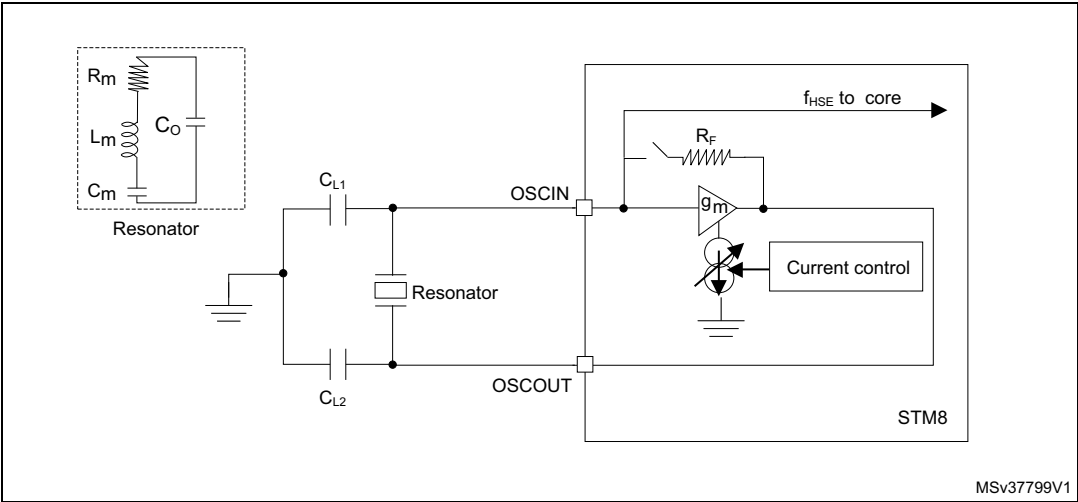 Rm
Lm
Cm
CO
Resonator
CL1
CL2
Resonator
OSCIN
OSCOUT
fHSE to core
RF
gm
Current control
STM8
MSv37799V1